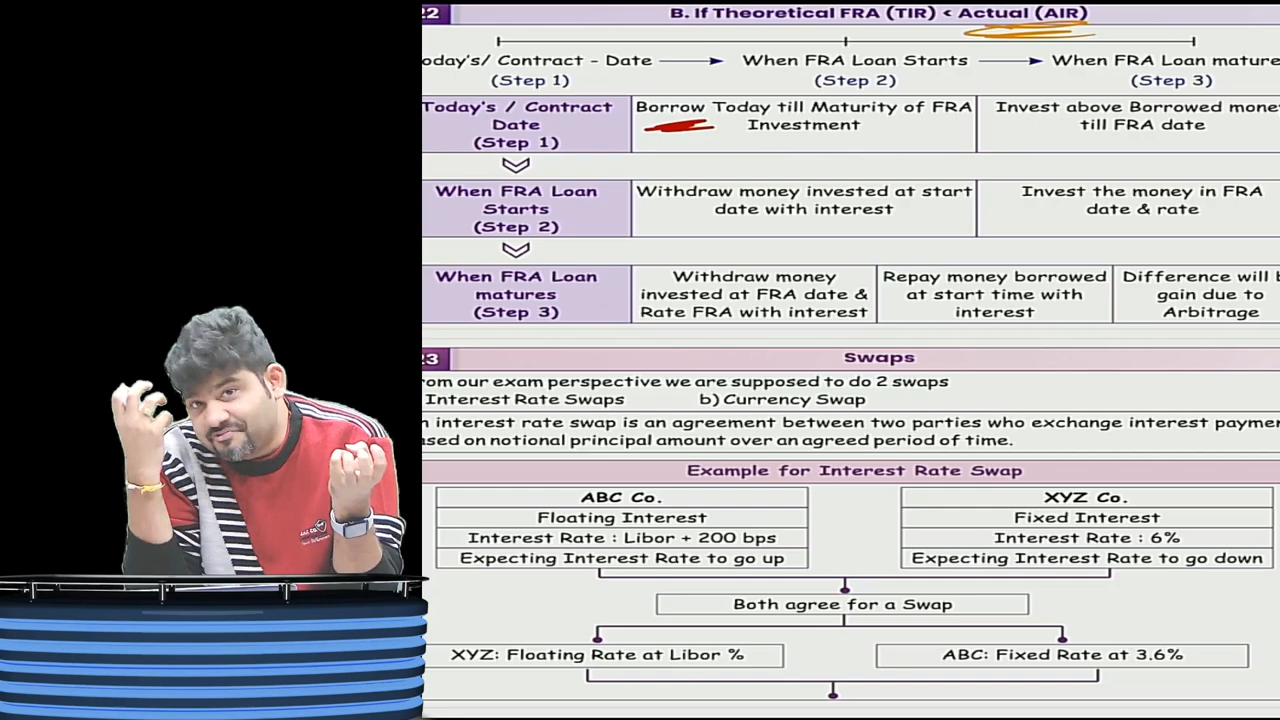 22
B. If Theoretical FRA (TIR) < Actual (AIR)
oday's/ Contract - Date
When FRA Loan Starts
When FRA Loan mature
(Step 1)
(Step 2)
(Step 3)
Today's / Contract
Date
(Step 1)
Borrow Today till Maturity of FRA
Investment
Invest above Borrowed mone
till FRA date
When FRA Loan
Starts
(Step 2)
Withdraw money invested at start
date with interest
Invest the money in FRA
date & rate
When FRA Loan
matures
(Step 3)
Withdraw money
invested at FRA date &
Rate FRA with interest
Repay money borrowed
at start time with
interest
Difference will b
gain due to
Arbitrage
23
Swaps
rom our exam perspective we are supposed to do 2 swaps
Interest Rate Swaps b) Currency Swap
n interest rate swap is an agreement between two parties who exchange interest paymen
ased on notional principal amount over an agreed period of time.
Example for Interest Rate Swap
ABC Co.
Floating Interest
Interest Rate : Libor + 200 bps
Expecting Interest Rate to go up
XYZ Co.
Fixed Interest
Interest Rate : 6%
Expecting Interest Rate to go down
Both agree for a Swap
XYZ: Floating Rate at Libor %
ABC: Fixed Rate at 3.6%